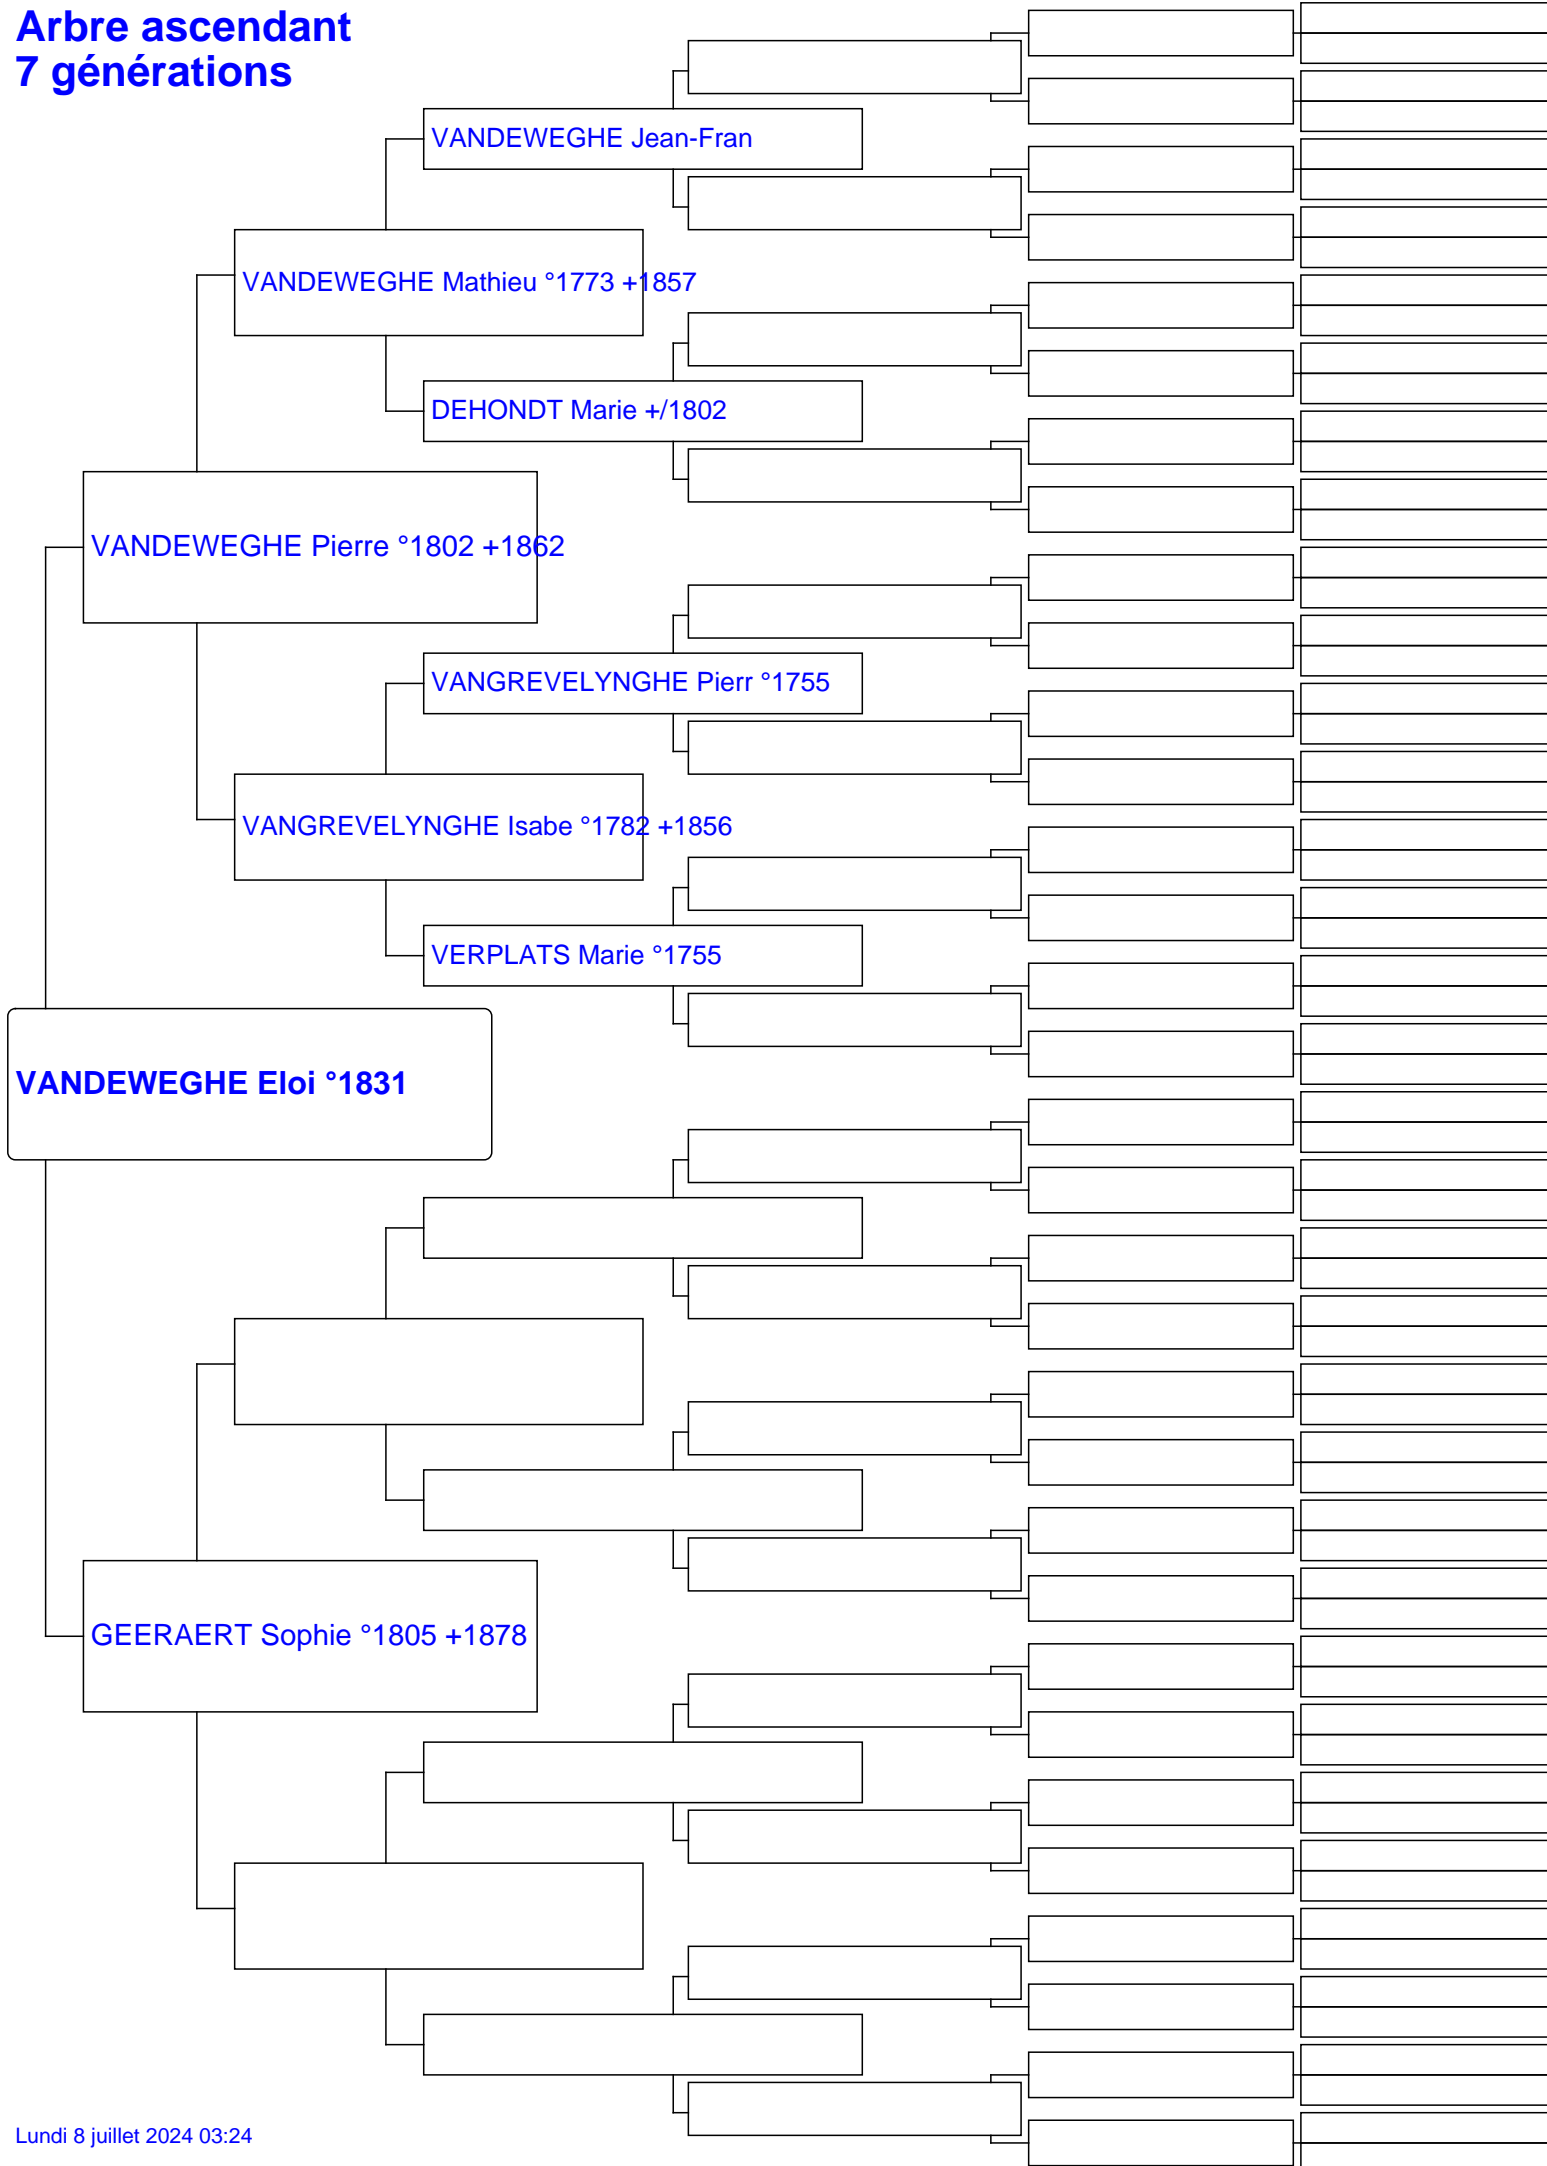 Arbre ascendant
7 générations
VANDEWEGHE Jean-Fran
VANDEWEGHE Mathieu °1773 +1857
DEHONDT Marie +/1802
VANDEWEGHE Pierre °1802 +1862
VANGREVELYNGHE Pierr °1755
VANGREVELYNGHE Isabe °1782 +1856
VERPLATS Marie °1755
VANDEWEGHE Eloi °1831
GEERAERT Sophie °1805 +1878
Lundi 8 juillet 2024 03:24